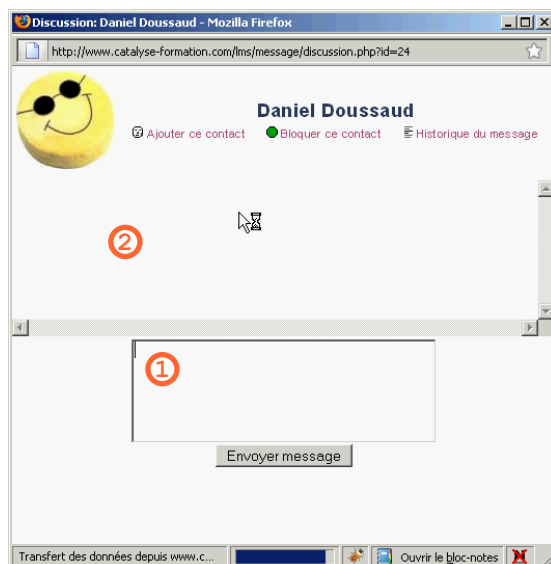 Discussion: Daniel Doussaud - Mozilla Firefox
http://www.catalyse-formation.com/lms/message/discussion.php?id=24
Daniel Doussaud
Ajouter ce contact Bloquer ce contact Historique du message
2
1
Envoyer message
Transfert des données depuis www.c... Ouvrir le bloc-notes